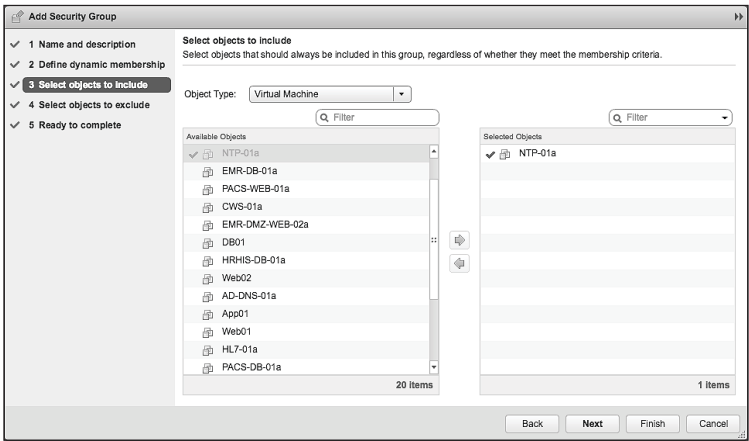 Add Security Group
1 Name and description
2 Define dynamic membership
3 Select objects to include
4 Select objects to exclude
5 Ready to complete
Select objects to include
Select objects that should always be included in this group, regardless of whether they meet the membership criteria.
Object Type: Virtual Machine
Filter
Filter
Available Objects
NTP-01a
EMR-DB-01a
PACS-WEB-01a
CWS-01a
EMR-DMZ-WEB-02a
DB01
HRHIS-DB-01a
Web02
AD-DNS-01a
App01
Web01
HL7-01a
PACS-DB-01a
20 items
Selected Objects
NTP-01a
1 items
Back Next Finish Cancel